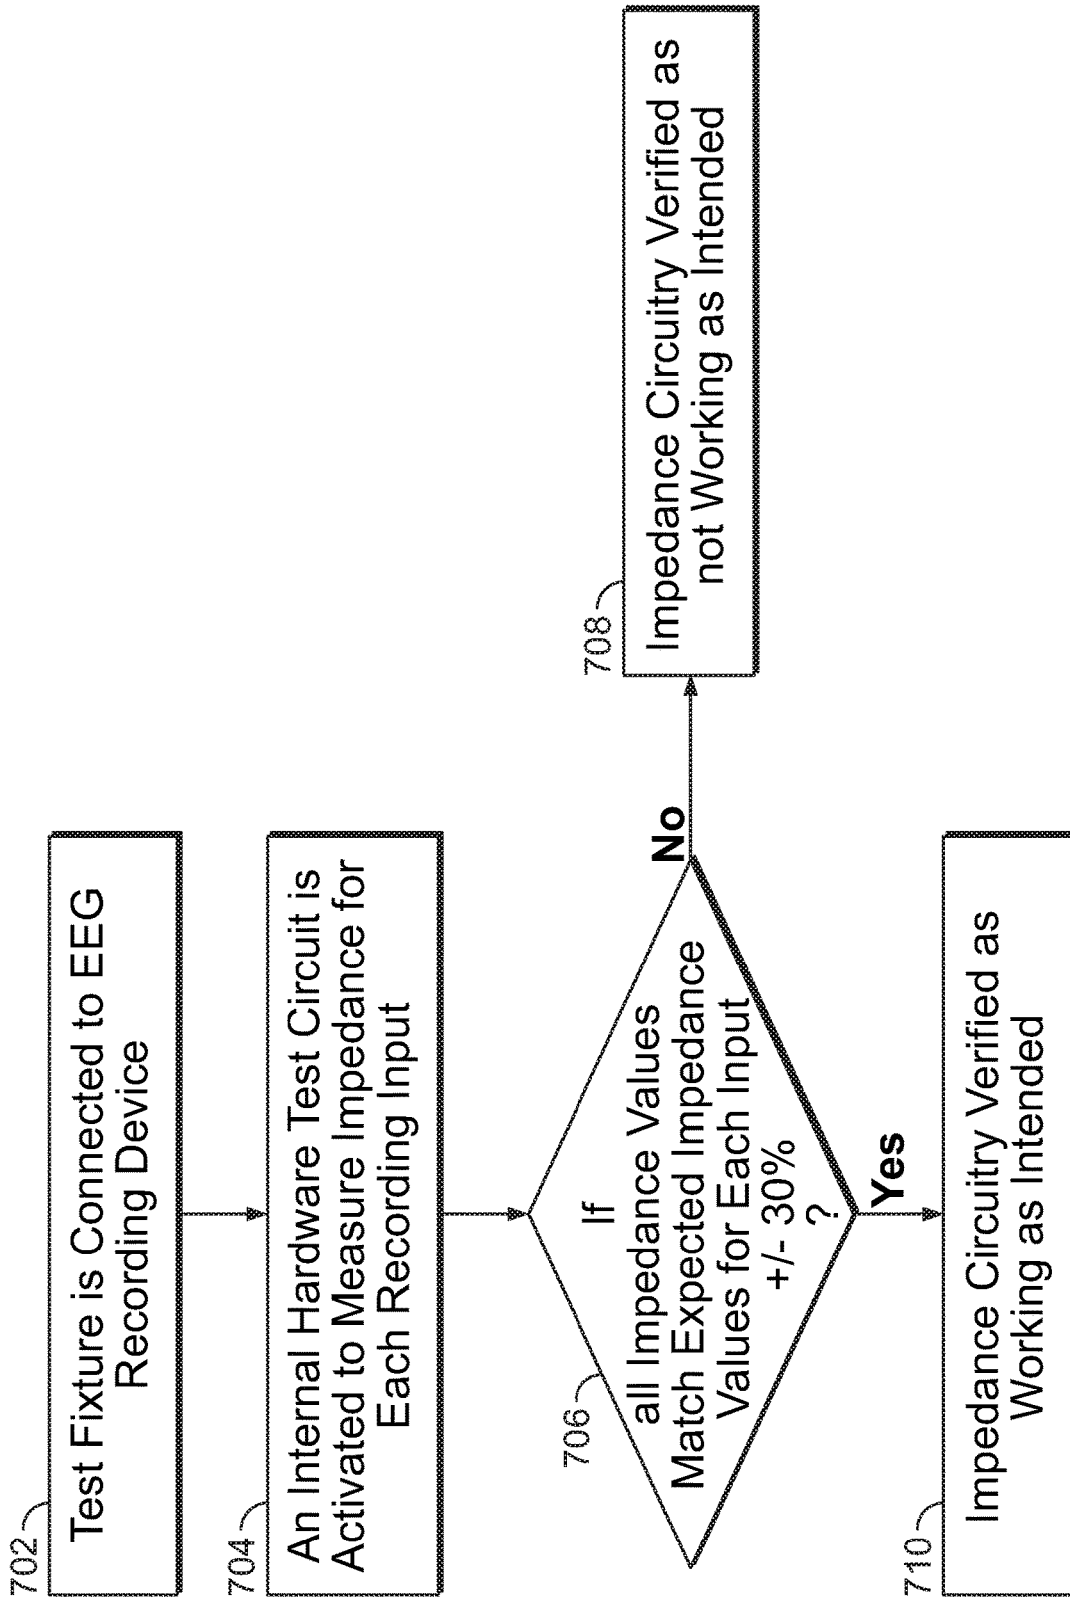 702
Test Fixture is Connected to EEG
Recording Device
704
An Internal Hardware Test Circuit is
Activated to Measure Impedance for
Each Recording Input
706
If
all Impedance Values
Match Expected Impedance
Values for Each Input
+/- 30%
?
No
708
Impedance Circuitry Verified as
not Working as Intended
Yes
710
Impedance Circuitry Verified as
Working as Intended